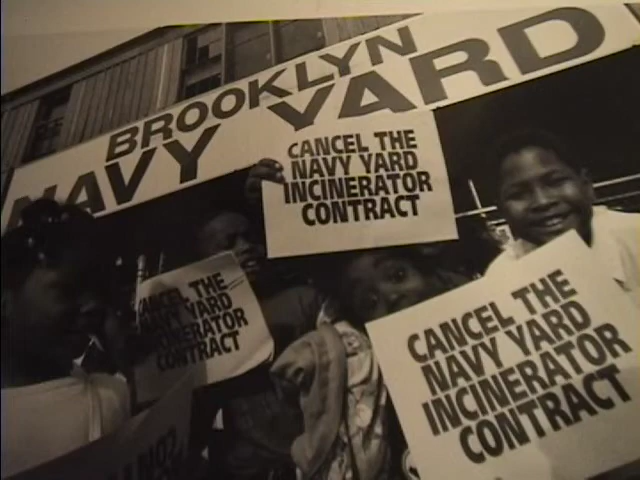 BROOKLYN
NAVY YARD
CANCEL THE
NAVY YARD
INCINERATOR
CONTRACT
CANCEL THE
NAVY YARD
INCINERATOR
CONTRACT
CANCEL THE
NAVY YARD
INCINERATOR
CONTRACT